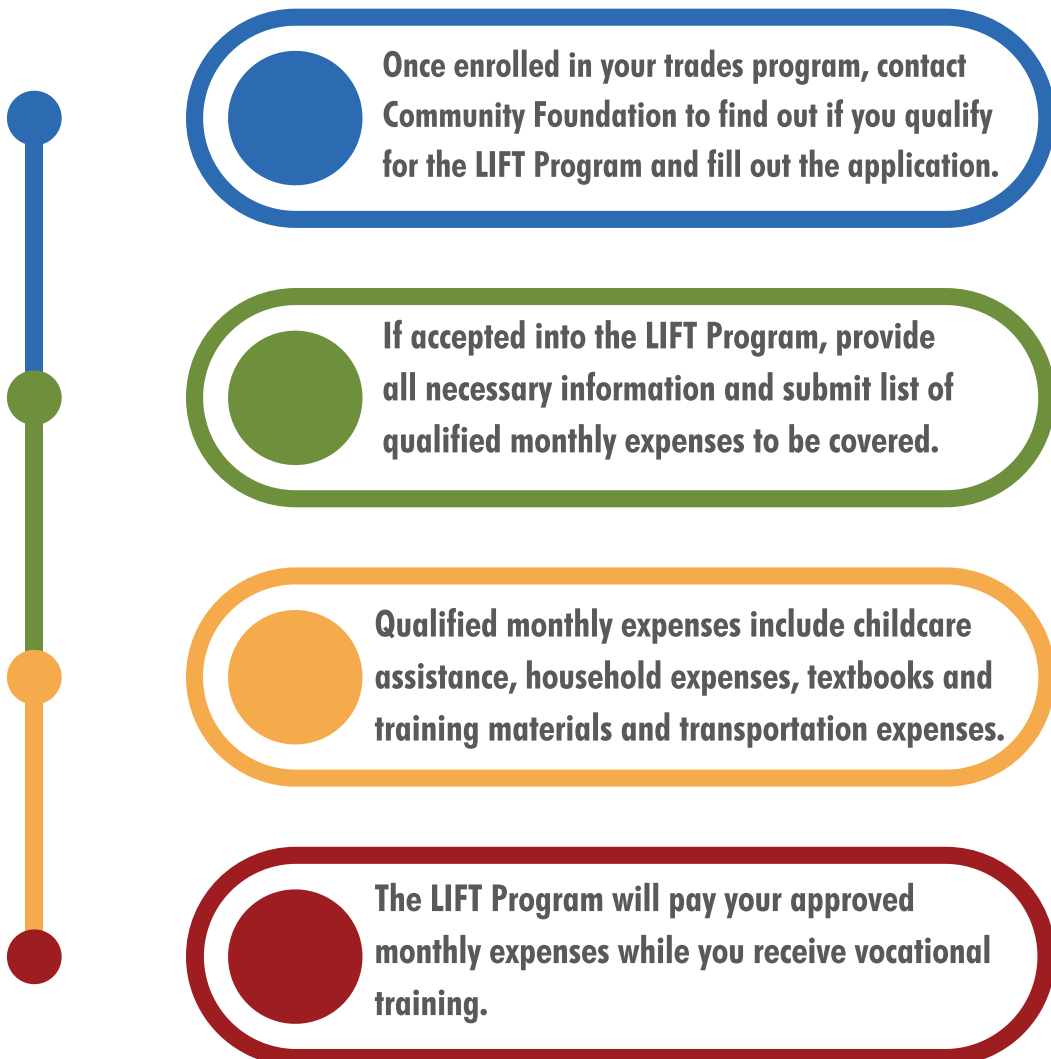 Once enrolled in your trades program, contact
Community Foundation to find out if you qualify
for the LIFT Program and fill out the application.
If accepted into the LIFT Program, provide
all necessary information and submit list of
qualified monthly expenses to be covered.
Qualified monthly expenses include childcare
assistance, household expenses, textbooks and
training materials and transportation expenses.
The LIFT Program will pay your approved
monthly expenses while you receive vocational
training.